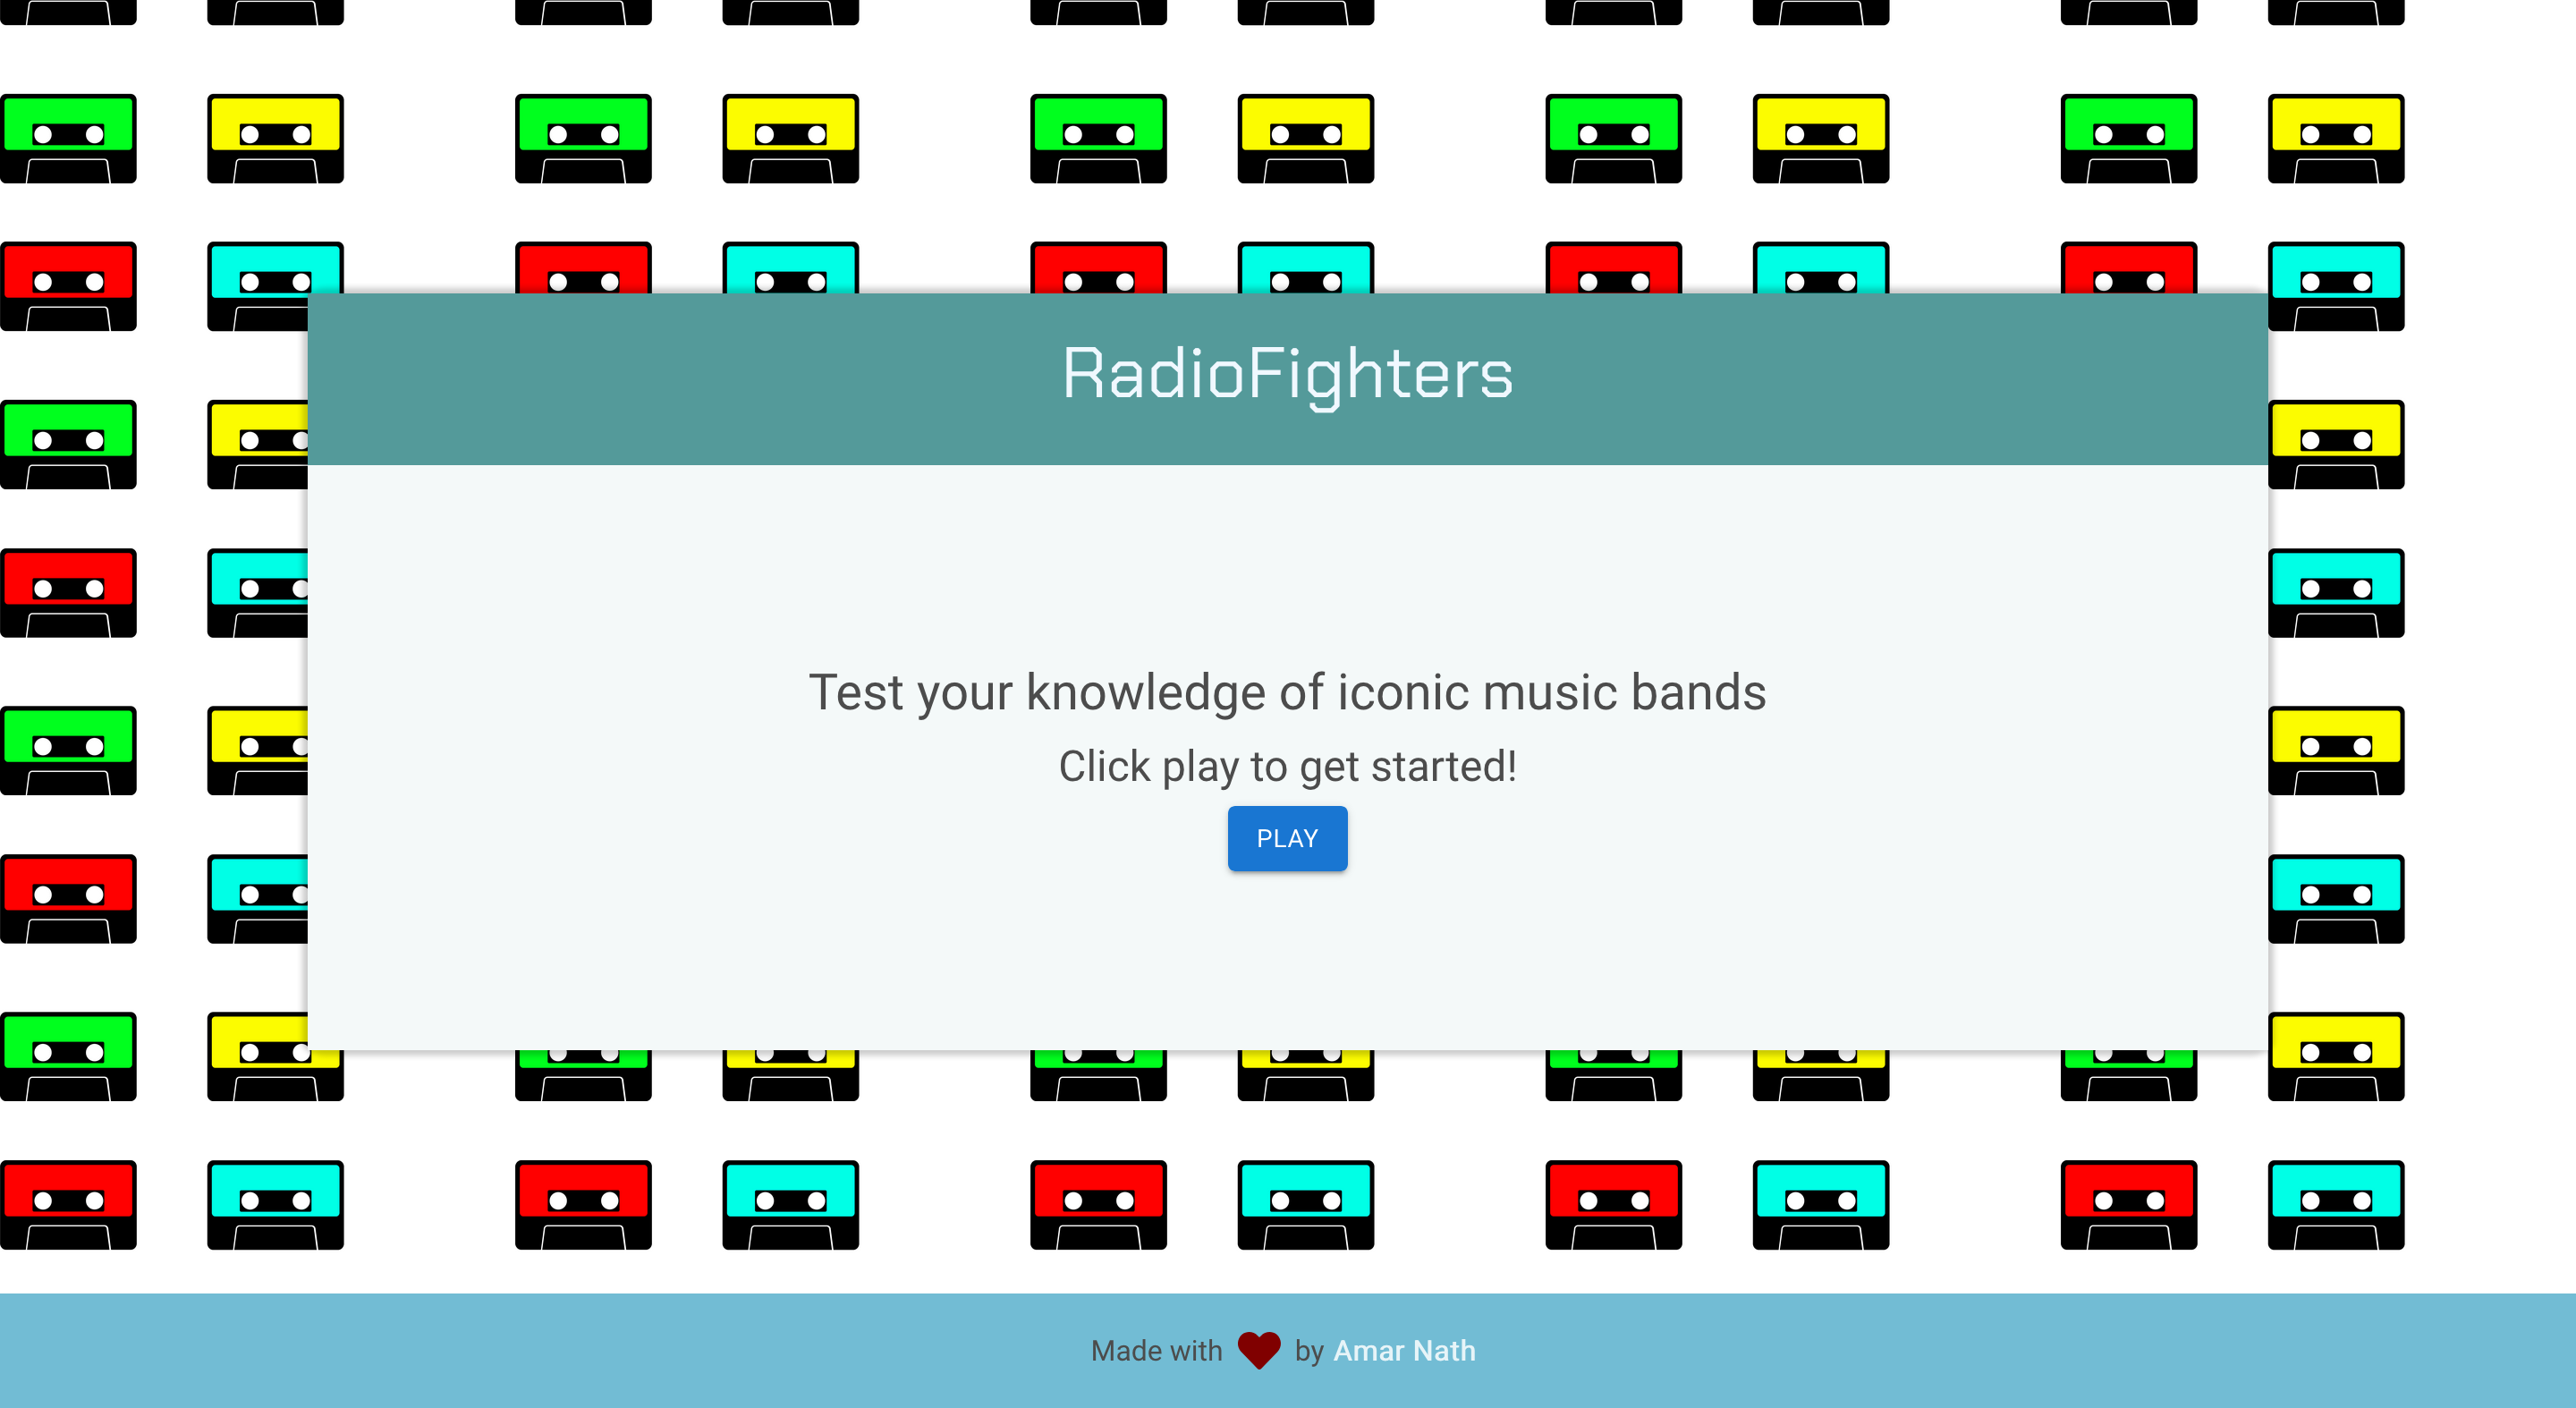 RadioFighters
Test your knowledge of iconic music bands
Click play to get started!
PLAY
Made with by Amar Nath